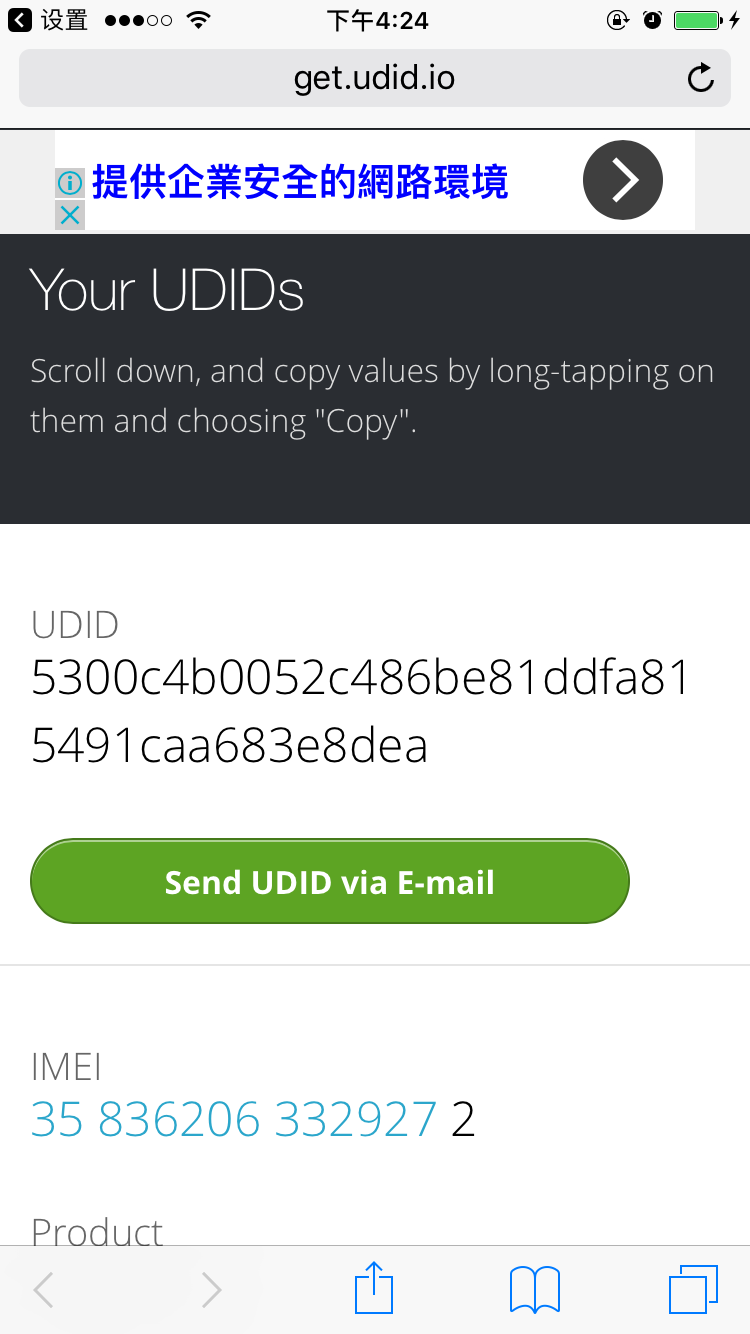 设置 下午4:24
get.udid.io
提供企業安全的網路環境
Your UDIDs
Scroll down, and copy values by long-tapping on
them and choosing "Copy".
UDID
5300c4b0052c486be81ddfa81
5491caa683e8dea
Send UDID via E-mail
IMEI
35 836206 332927 2
Product